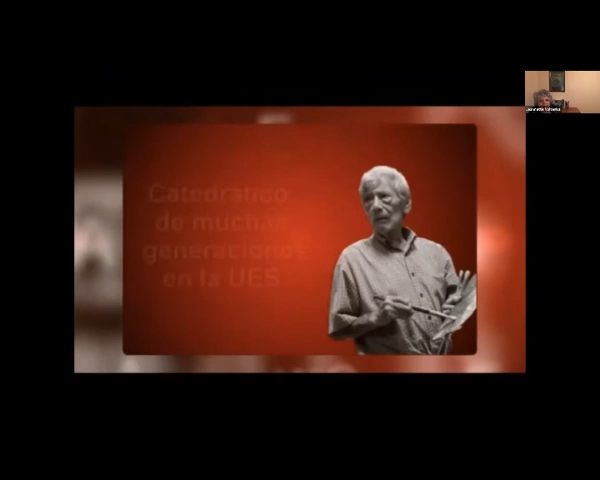 Catedrático
de muchas
generaciones
en la UES